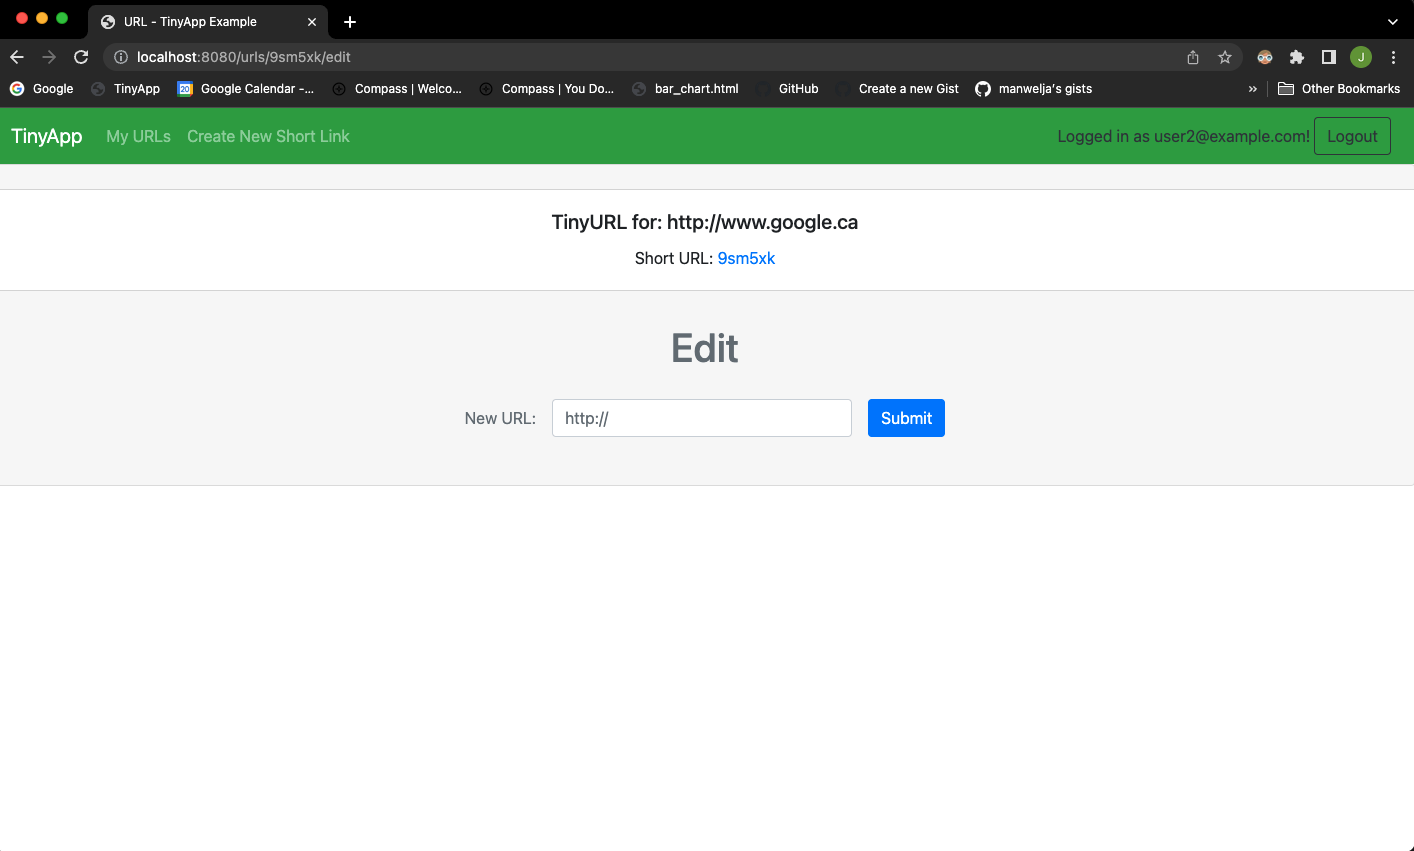 URL - TinyApp Example
localhost:8080/urls/9sm5xk/edit
J
Google TinyApp 20 Google Calendar -... Compass | Welco... Compass | You Do... bar_chart.html GitHub Create a new Gist manwelja's gists » Other Bookmarks
TinyApp My URLs Create New Short Link Logged in as user2@example.com! Logout
TinyURL for: http://www.google.ca
Short URL: 9sm5xk
Edit
New URL: http:// Submit